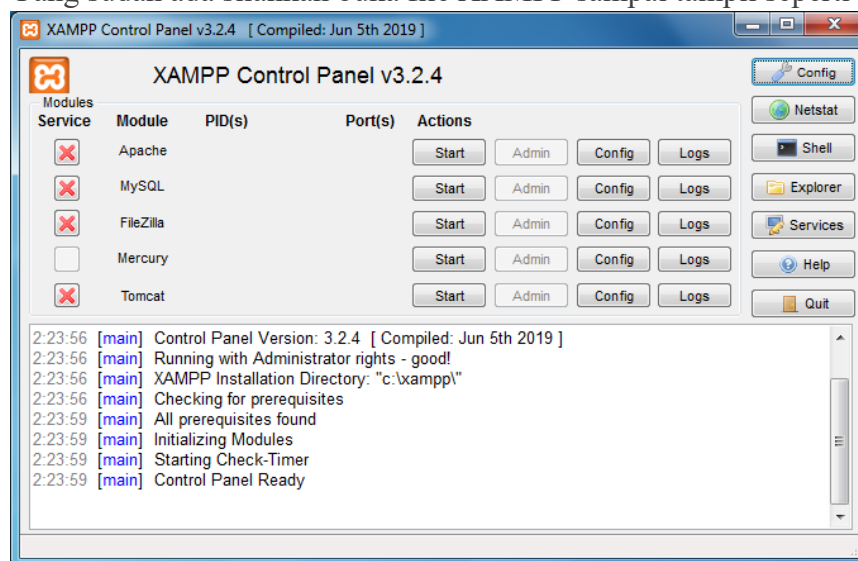 XAMPP Control Panel v3.2.4 [ Compiled: Jun 5th 2019 ]
XAMPP Control Panel v3.2.4
Config
Modules
Service Module PID(s) Port(s) Actions
Netstat
Apache Start Admin Config Logs
Shell
MySQL Start Admin Config Logs
Explorer
FileZilla Start Admin Config Logs
Services
Mercury Start Admin Config Logs
Help
Tomcat Start Admin Config Logs
Quit
2:23:56 [main] Control Panel Version: 3.2.4 [ Compiled: Jun 5th 2019 ]
2:23:56 [main] Running with Administrator rights - good!
2:23:56 [main] XAMPP Installation Directory: "c:\xampp\"
2:23:56 [main] Checking for prerequisites
2:23:59 [main] All prerequisites found
2:23:59 [main] Initializing Modules
2:23:59 [main] Starting Check-Timer
2:23:59 [main] Control Panel Ready